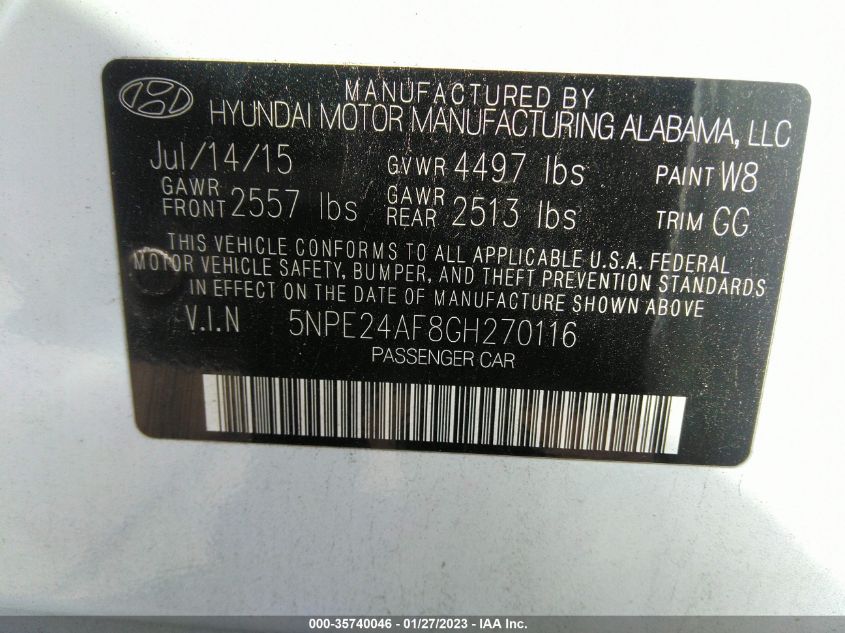 MANUFACTURED BY
HYUNDAI MOTOR MANUFACTURING ALABAMA, LLC
Jul/14/15 GVWR 4497 lbs PAINT W8
GAWR FRONT 2557 lbs GAWR REAR 2513 lbs TRIM GG
THIS VEHICLE CONFORMS TO ALL APPLICABLE U.S.A. FEDERAL
MOTOR VEHICLE SAFETY, BUMPER, AND THEFT PREVENTION STANDARDS
IN EFFECT ON THE DATE OF MANUFACTURE SHOWN ABOVE
V.I.N 5NPE24AF8GH270116
PASSENGER CAR
000-35740046 — 01/27/2023 — IAA Inc.